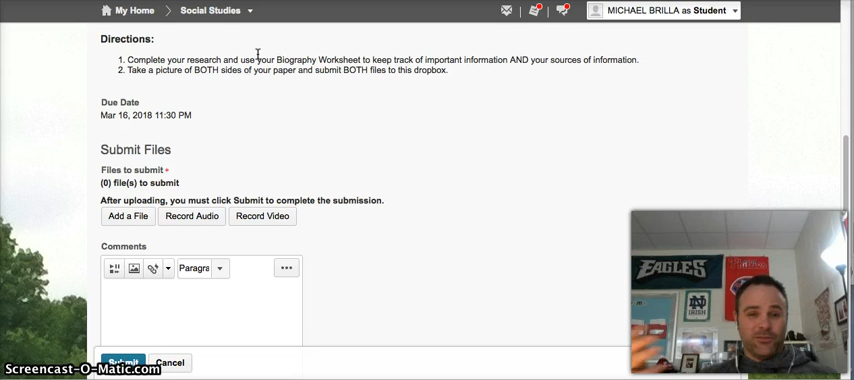 My Home
Social Studies
MICHAEL BRILLA as Student
Directions:
1. Complete your research and use your Biography Worksheet to keep track of important information AND your sources of information.
2. Take a picture of BOTH sides of your paper and submit BOTH files to this dropbox.
Due Date
Mar 16, 2018 11:30 PM
Submit Files
Files to submit *
(0) file(s) to submit
After uploading, you must click Submit to complete the submission.
Add a File
Record Audio
Record Video
Comments
Paragra
EAGLES
Phillies
IRISH
Submit
Cancel
Screencast-O-Matic.com